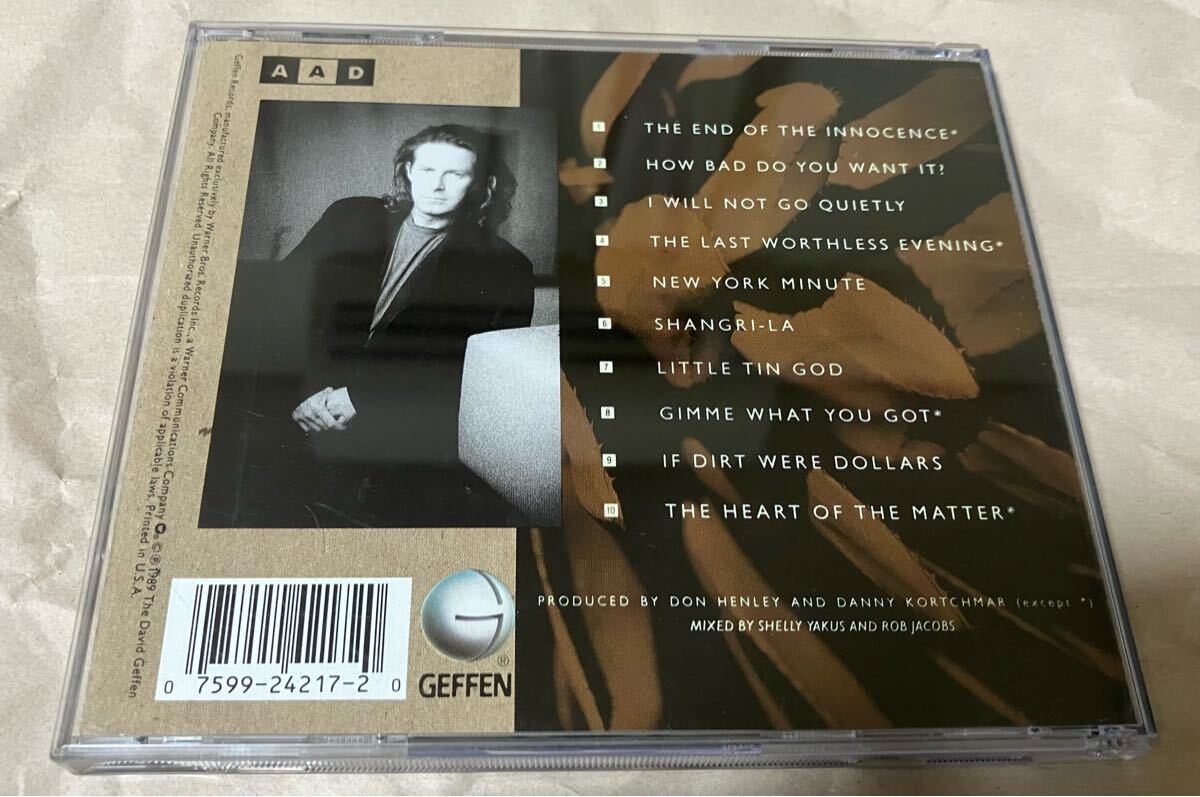 AAD
Geffen Records, manufactured exclusively by Warner Bros. Records Inc., a Warner Communications Company. © ℗ 1989 The David Geffen
Company. All Rights Reserved. Unauthorized duplication is a violation of applicable laws. Printed in U.S.A.
1 THE END OF THE INNOCENCE*
2 HOW BAD DO YOU WANT IT?
3 I WILL NOT GO QUIETLY
4 THE LAST WORTHLESS EVENING*
5 NEW YORK MINUTE
6 SHANGRI-LA
7 LITTLE TIN GOD
8 GIMME WHAT YOU GOT*
9 IF DIRT WERE DOLLARS
10 THE HEART OF THE MATTER*
PRODUCED BY DON HENLEY AND DANNY KORTCHMAR (except *)
MIXED BY SHELLY YAKUS AND ROB JACOBS
0 7599-24217-2 0
G
®
GEFFEN